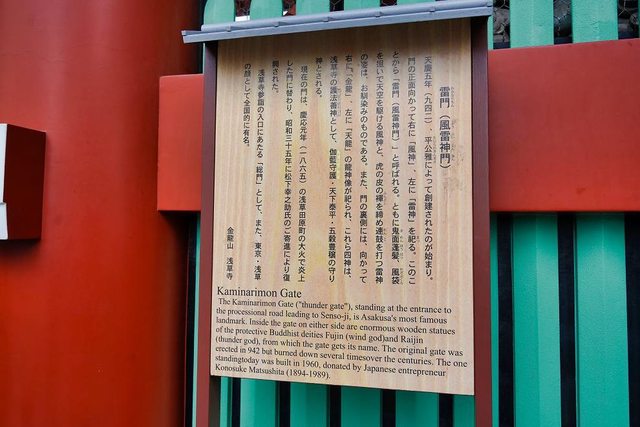 雷門（風雷神門）
天慶五年（九四二）、平公雅によって創建されたのが始まり。
門の正面向かって右に「風神」、左に「雷神」を祀る。このこ
とから「雷門（風雷神門）」と呼ばれる。ともに鬼面蓬髪、風袋
を担いで天空を駆ける風神と、虎の皮の褌を締め連鼓を打つ雷神
の姿は、お馴染みのものである。また、門の裏側には、向かって
右に「金龍」、左に「天龍」の龍神像が祀られ、これら四神は、
浅草寺の護法善神として、伽藍守護・天下泰平・五穀豊穣の守り
神とされる。
現在の門は、慶応元年（一八六五）の浅草田原町の大火で炎上
した門に替わり、昭和三十五年に松下幸之助氏のご寄進により復
興された。
浅草寺参詣の入口にあたる「総門」として、また、東京・浅草
の顔として全国的に有名。
金龍山　浅草寺
Kaminarimon Gate
The Kaminarimon Gate ("thunder gate"), standing at the entrance to
the processional road leading to Senso-ji, is Asakusa's most famous
landmark. Inside the gate on either side are enormous wooden statues
of the protective Buddhist deities Fujin (wind god)and Raijin
(thunder god), from which the gate gets its name. The original gate was
erected in 942 but burned down several timesover the centuries. The one
standingtoday was built in 1960, donated by Japanese entrepreneur
Konosuke Matsushita (1894-1989).